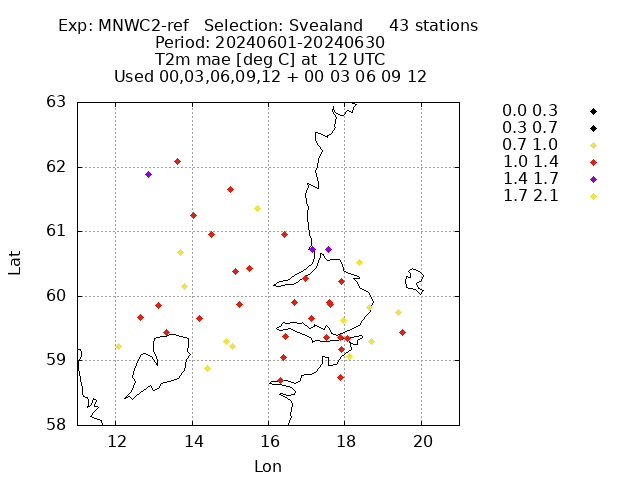 Exp: MNWC2-ref Selection: Svealand 43 stations
Period: 20240601-20240630
T2m mae [deg C] at 12 UTC
Used 00,03,06,09,12 + 00 03 06 09 12
63
62
61
60
59
58
Lat
12 14 16 18 20
Lon
0.0 0.3
0.3 0.7
0.7 1.0
1.0 1.4
1.4 1.7
1.7 2.1